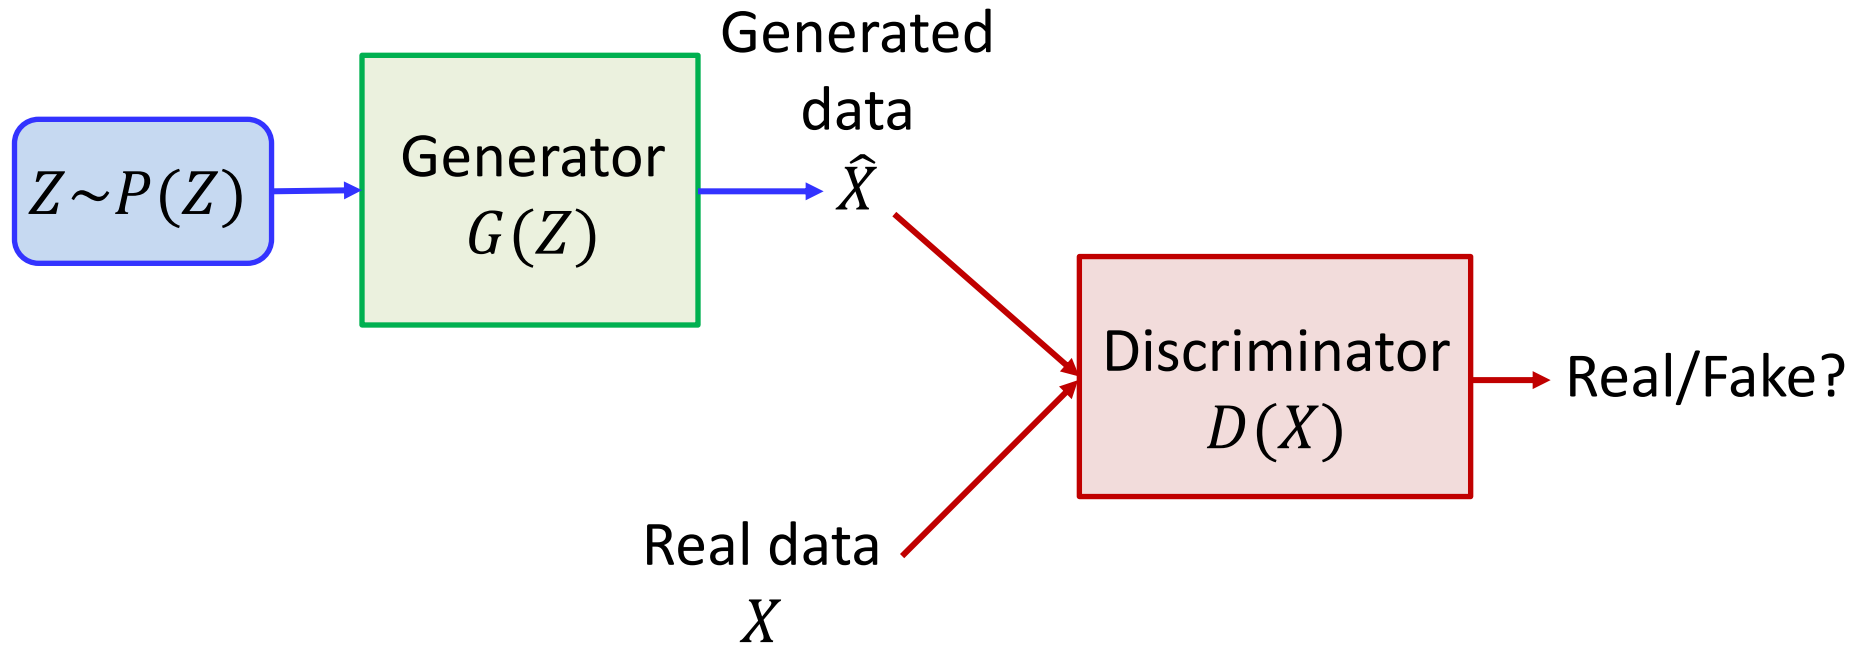 Z~P(Z)
Generator
G(Z)
Generated
data
X̂
Real data
X
Discriminator
D(X)
Real/Fake?